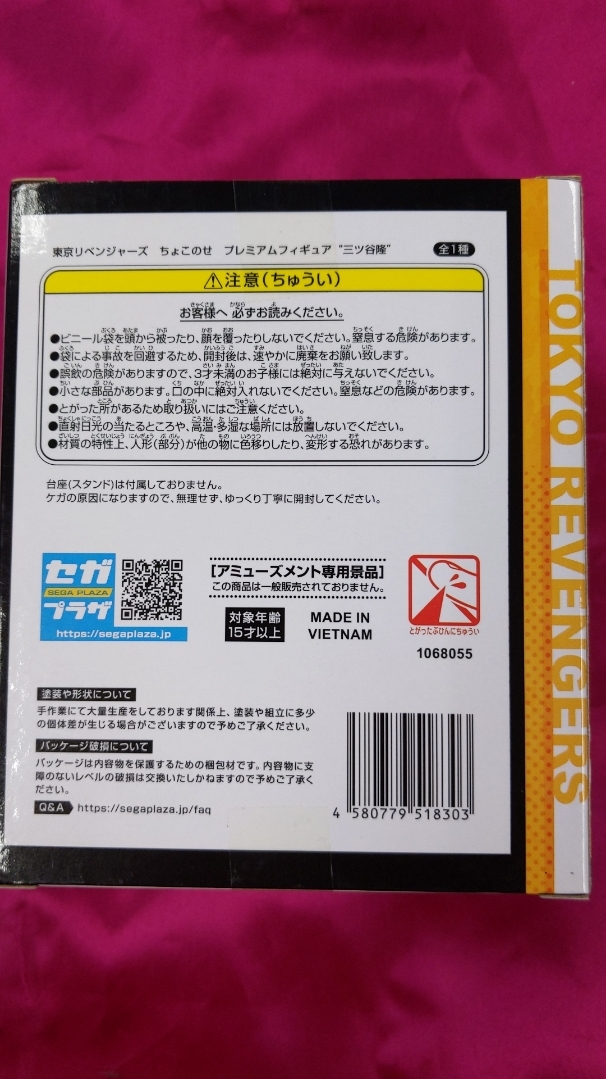 東京リベンジャーズ ちょこのせ プレミアムフィギュア "三ツ谷隆" 全1種
注意(ちゅうい)
お客様へ 必ずお読みください。
●ビニール袋を頭から被ったり、顔を覆ったりしないでください。窒息する危険があります。
●袋による事故を回避するため、開封後は、速やかに廃棄をお願い致します。
●誤飲の危険がありますので、3才未満のお子様には絶対に与えないでください。
●小さな部品があります。口の中に絶対入れないでください。窒息などの危険があります。
●とがった所があるため取り扱いにはご注意ください。
●直射日光の当たるところや、高温・多湿な場所には放置しないでください。
●材質の特性上、人形(部分)が他の物に色移りしたり、変形する恐れがあります。
台座(スタンド)は付属しておりません。
ケガの原因になりますので、無理せず、ゆっくり丁寧に開封してください。
セガ
SEGA PLAZA
プラザ
https://segaplaza.jp
[アミューズメント専用景品]
この商品は一般販売されておりません。
対象年齢
15才以上
MADE IN
VIETNAM
とがったぶひんにちゅうい
1068055
塗装や形状について
手作業にて大量生産をしております関係上、塗装や組立に多少
の個体差が生じる場合がございますので予めご了承ください。
パッケージ破損について
パッケージは内容物を保護するための梱包材です。内容物に支
障のないレベルの破損は交換いたしかねますので予めご了承く
ださい。
Q&A https://segaplaza.jp/faq
4 580779 518303
TOKYO REVENGERS